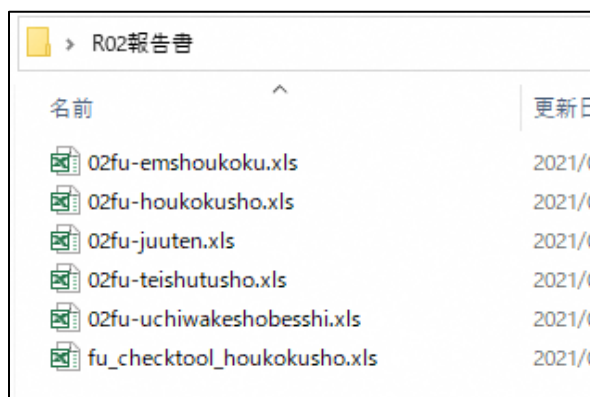 R02報告書
名前 更新日
02fu-emshoukoku.xls 2021/0
02fu-houkokusho.xls 2021/0
02fu-juuten.xls 2021/0
02fu-teishutusho.xls 2021/0
02fu-uchiwakeshobesshi.xls 2021/0
fu_checktool_houkokusho.xls 2021/0